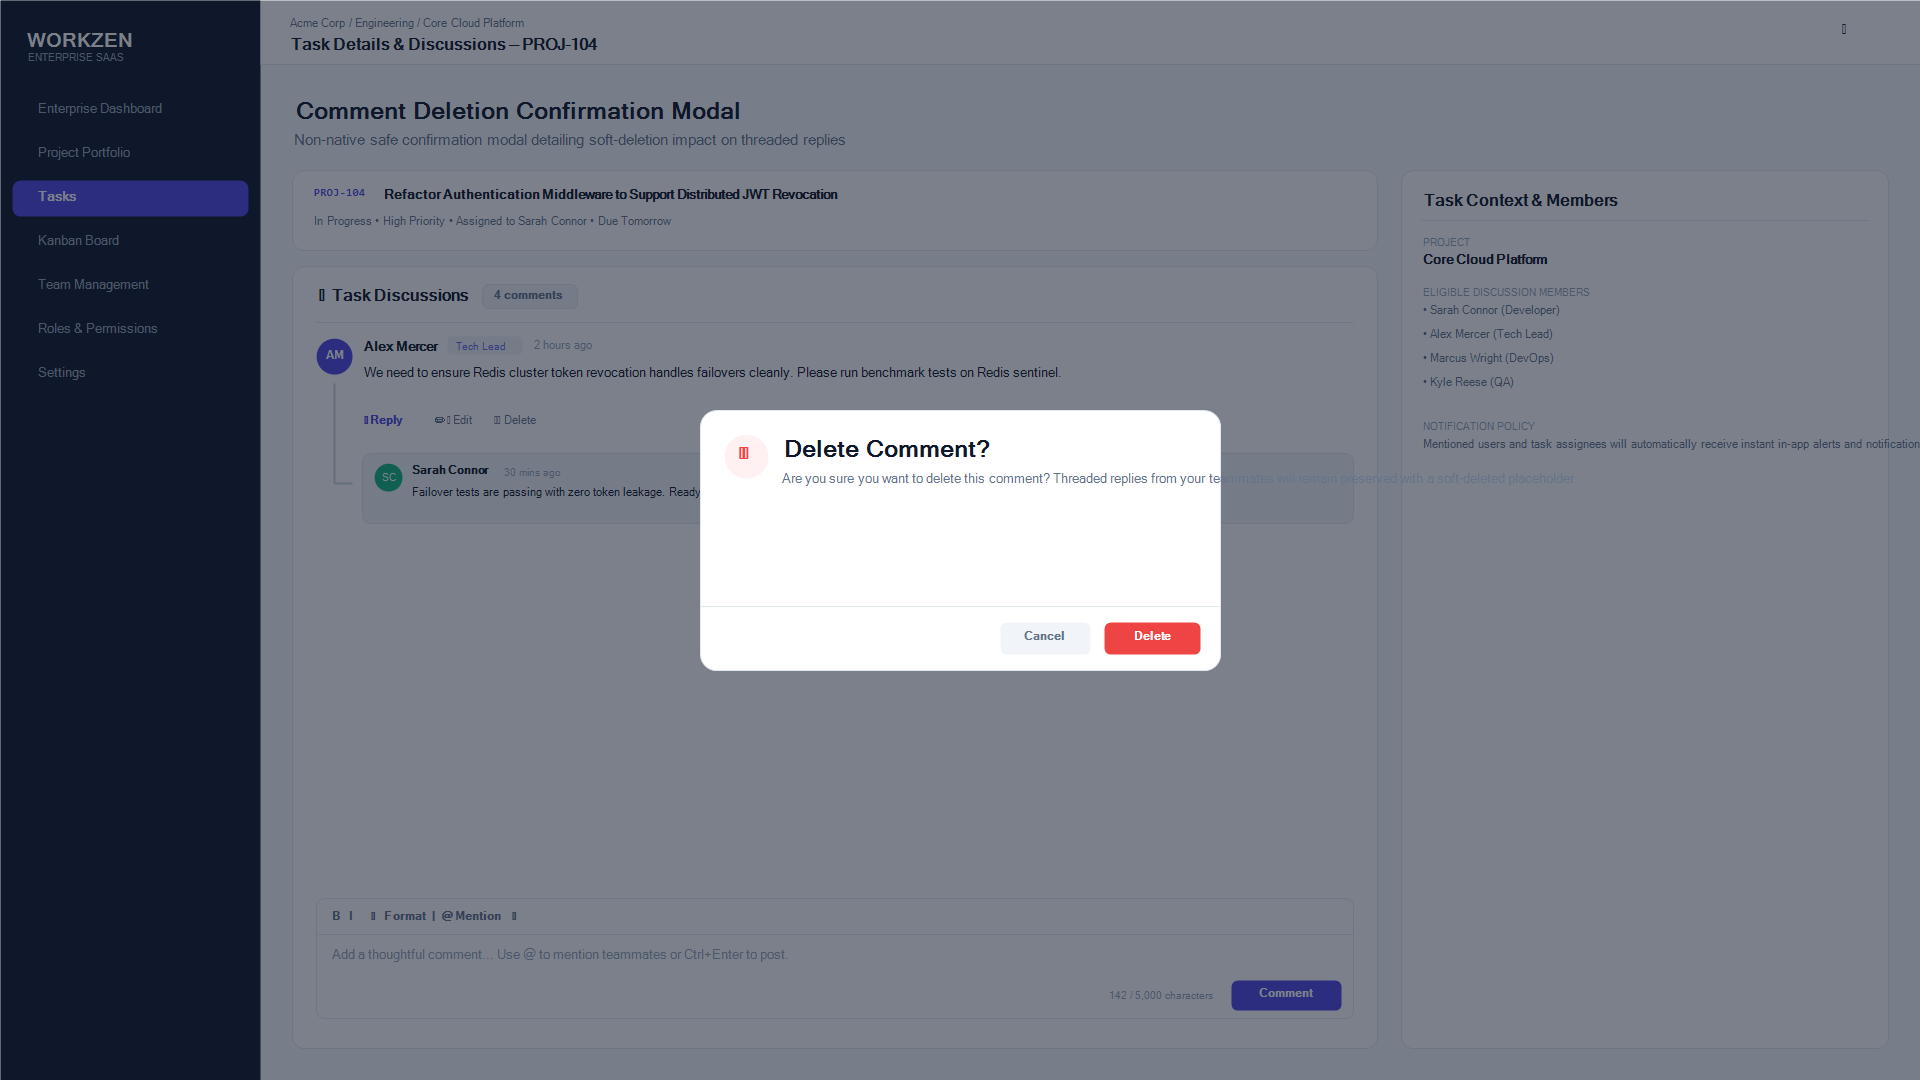 WORKZEN
ENTERPRISE SAAS
Enterprise Dashboard
Project Portfolio
Tasks
Kanban Board
Team Management
Roles & Permissions
Settings
Acme Corp / Engineering / Core Cloud Platform
Task Details & Discussions — PROJ-104
Comment Deletion Confirmation Modal
Non-native safe confirmation modal detailing soft-deletion impact on threaded replies
PROJ-104 Refactor Authentication Middleware to Support Distributed JWT Revocation
In Progress • High Priority • Assigned to Sarah Connor • Due Tomorrow
Task Discussions 4 comments
AM Alex Mercer Tech Lead 2 hours ago
We need to ensure Redis cluster token revocation handles failovers cleanly. Please run benchmark tests on Redis sentinel.
Reply ✏ Edit Delete
SC Sarah Connor 30 mins ago
Failover tests are passing with zero token leakage. Ready
Delete Comment?
Are you sure you want to delete this comment? Threaded replies from your teammates will remain preserved with a soft-deleted placeholder
Cancel Delete
B I Format | @ Mention
Add a thoughtful comment... Use @ to mention teammates or Ctrl+Enter to post.
142 / 5,000 characters Comment
Task Context & Members
PROJECT
Core Cloud Platform
ELIGIBLE DISCUSSION MEMBERS
• Sarah Connor (Developer)
• Alex Mercer (Tech Lead)
• Marcus Wright (DevOps)
• Kyle Reese (QA)
NOTIFICATION POLICY
Mentioned users and task assignees will automatically receive instant in-app alerts and notification